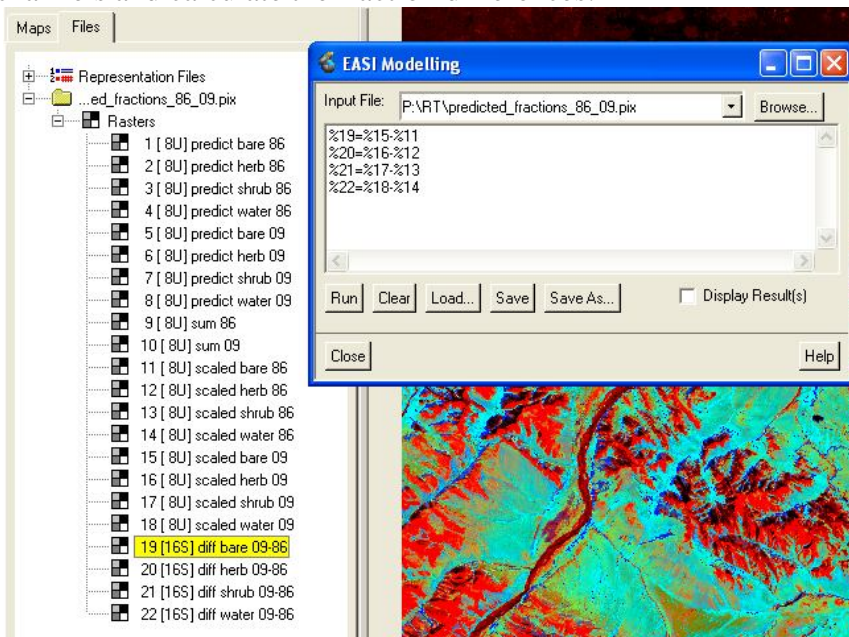 Maps Files
Representation Files
...ed_fractions_86_09.pix
Rasters
1 [ 8U] predict bare 86
2 [ 8U] predict herb 86
3 [ 8U] predict shrub 86
4 [ 8U] predict water 86
5 [ 8U] predict bare 09
6 [ 8U] predict herb 09
7 [ 8U] predict shrub 09
8 [ 8U] predict water 09
9 [ 8U] sum 86
10 [ 8U] sum 09
11 [ 8U] scaled bare 86
12 [ 8U] scaled herb 86
13 [ 8U] scaled shrub 86
14 [ 8U] scaled water 86
15 [ 8U] scaled bare 09
16 [ 8U] scaled herb 09
17 [ 8U] scaled shrub 09
18 [ 8U] scaled water 09
19 [16S] diff bare 09-86
20 [16S] diff herb 09-86
21 [16S] diff shrub 09-86
22 [16S] diff water 09-86
EASI Modelling
Input File: P:\RT\predicted_fractions_86_09.pix Browse...
%19=%15-%11
%20=%16-%12
%21=%17-%13
%22=%18-%14
Run Clear Load... Save Save As... Display Result(s)
Close Help